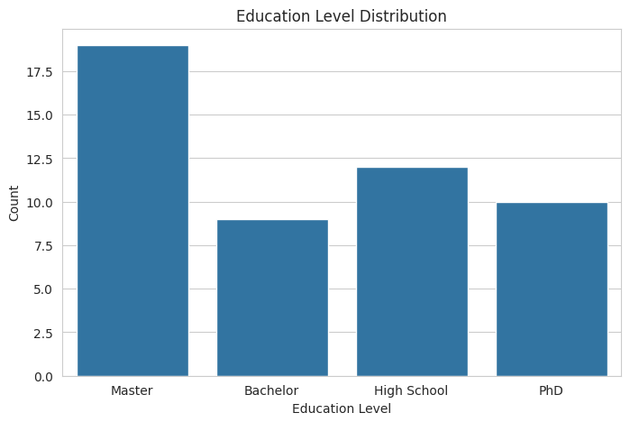 Education Level Distribution
17.5
15.0
12.5
10.0
7.5
5.0
2.5
0.0
Count
Master Bachelor High School PhD
Education Level